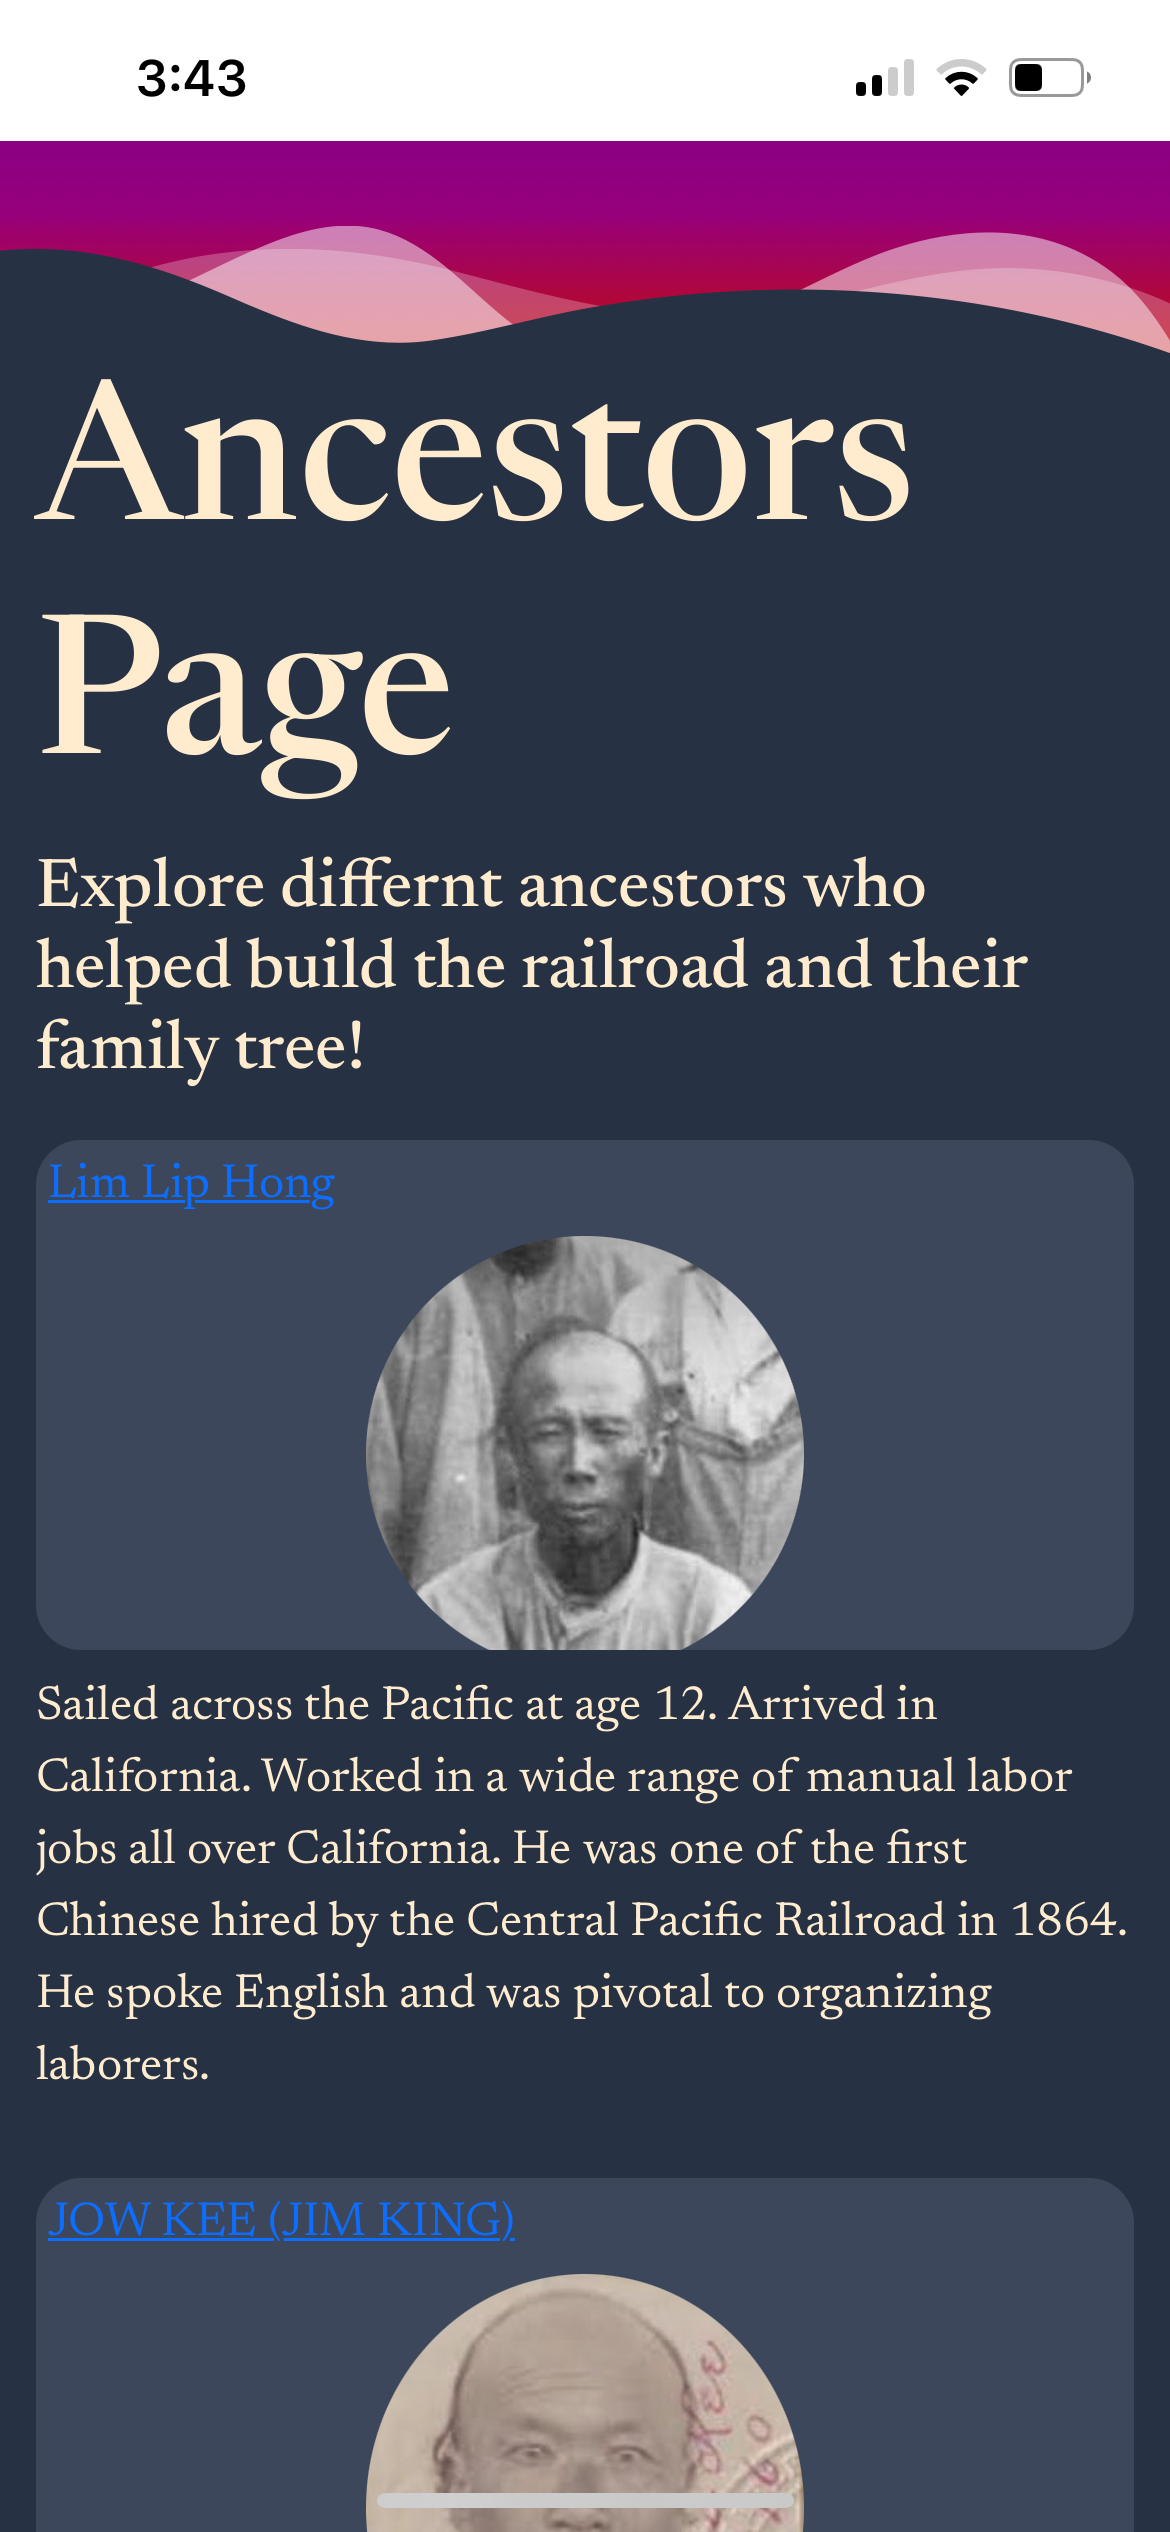 3:43
Ancestors
Page
Explore differnt ancestors who
helped build the railroad and their
family tree!
Lim Lip Hong
Sailed across the Pacific at age 12. Arrived in
California. Worked in a wide range of manual labor
jobs all over California. He was one of the first
Chinese hired by the Central Pacific Railroad in 1864.
He spoke English and was pivotal to organizing
laborers.
JOW KEE (JIM KING)